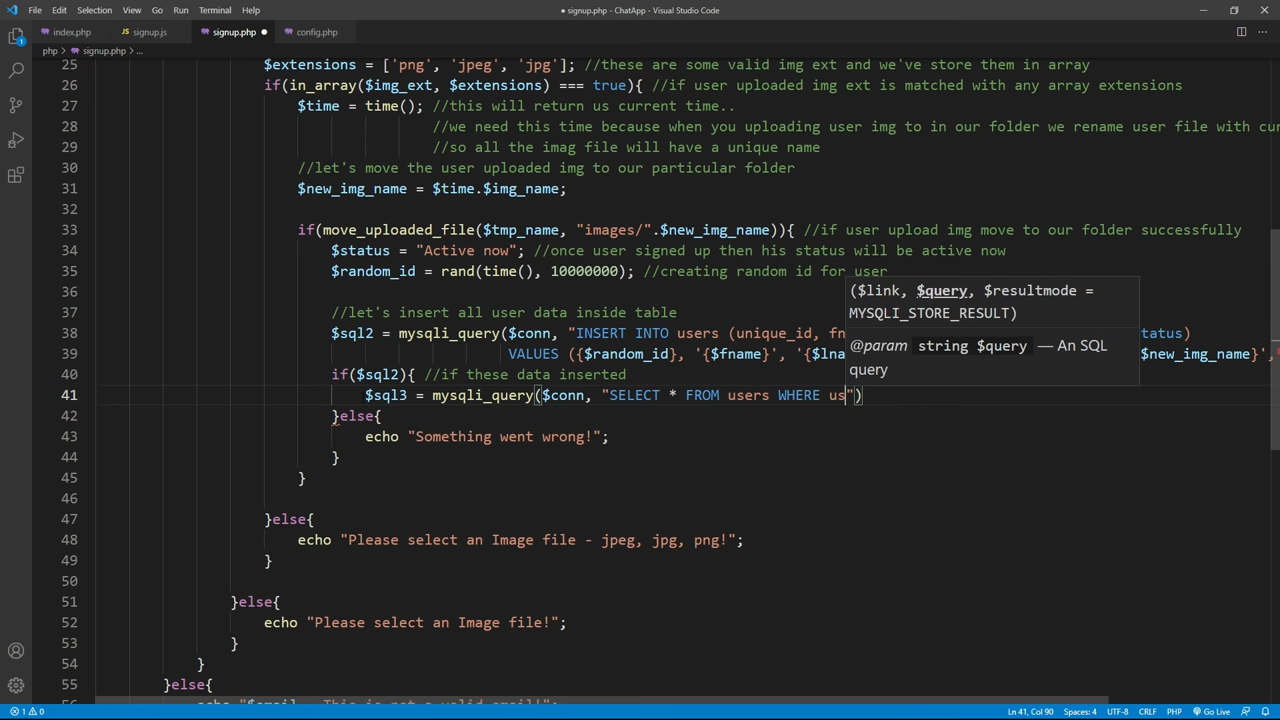 File Edit Selection View Go Run Terminal Help
● signup.php - ChatApp - Visual Studio Code
index.php JS signup.js signup.php ● config.php
php > signup.php > ...
25 $extensions = ['png', 'jpeg', 'jpg']; //these are some valid img ext and we've store them in array
26 if(in_array($img_ext, $extensions) === true){ //if user uploaded img ext is matched with any array extensions
27 $time = time(); //this will return us current time..
28 //we need this time because when you uploading user img to in our folder we rename user file with cur
29 //so all the imag file will have a unique name
30 //let's move the user uploaded img to our particular folder
31 $new_img_name = $time.$img_name;
32
33 if(move_uploaded_file($tmp_name, "images/".$new_img_name)){ //if user upload img move to our folder successfully
34 $status = "Active now"; //once user signed up then his status will be active now
35 $random_id = rand(time(), 10000000); //creating random id for user
36
($link, $query, $resultmode =
MYSQLI_STORE_RESULT)
@param string $query — An SQL
query
37 //let's insert all user data inside table
38 $sql2 = mysqli_query($conn, "INSERT INTO users (unique_id, fn tatus)
39 VALUES ({$random_id}, '{$fname}', '{$lna $new_img_name}',
40 if($sql2){ //if these data inserted
41 $sql3 = mysqli_query($conn, "SELECT * FROM users WHERE us")
42 }else{
43 echo "Something went wrong!";
44 }
45 }
46
47 }else{
48 echo "Please select an Image file - jpeg, jpg, png!";
49 }
50
51 }else{
52 echo "Please select an Image file!";
53 }
54 }
55 }else{
1 0 Ln 41, Col 90 Spaces: 4 UTF-8 CRLF PHP Go Live